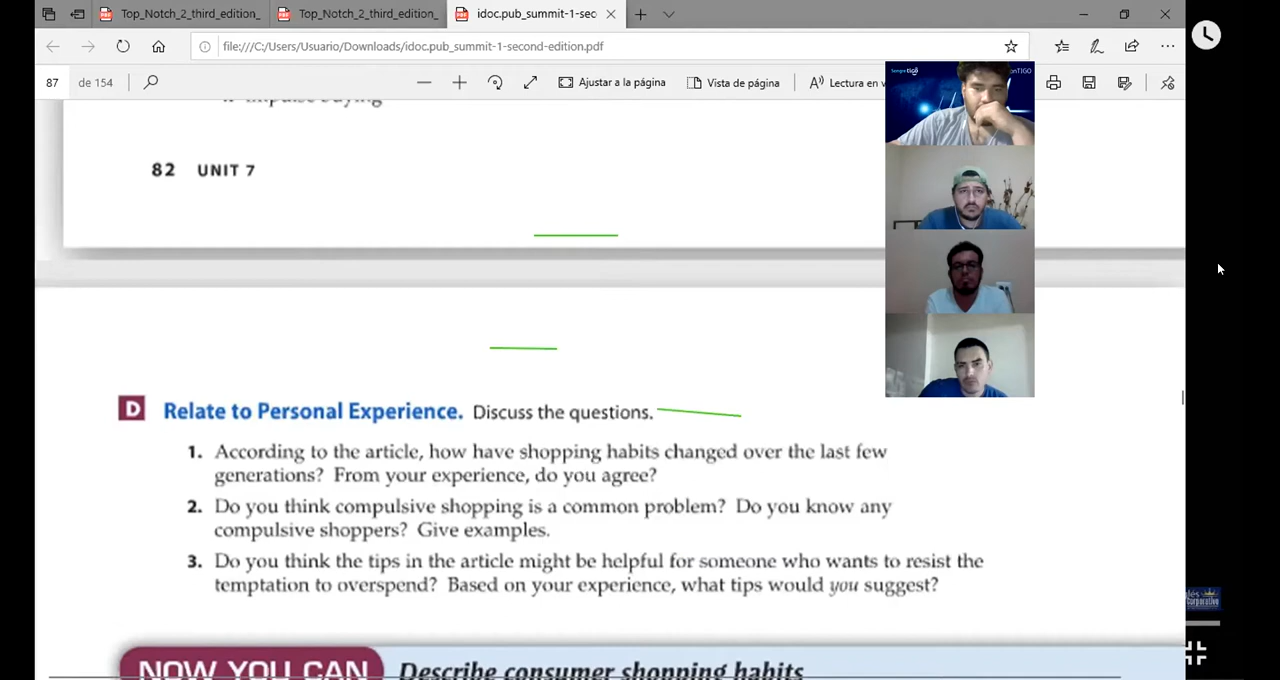 Top_Notch_2_third_edition_
Top_Notch_2_third_edition_
idoc.pub_summit-1-sec
file:///C:/Users/Usuario/Downloads/idoc.pub_summit-1-second-edition.pdf
87 de 154
Ajustar a la página
Vista de página
Lectura en v
impulse buying
82 UNIT 7
D Relate to Personal Experience. Discuss the questions.
1. According to the article, how have shopping habits changed over the last few
generations? From your experience, do you agree?
2. Do you think compulsive shopping is a common problem? Do you know any
compulsive shoppers? Give examples.
3. Do you think the tips in the article might be helpful for someone who wants to resist the
temptation to overspend? Based on your experience, what tips would you suggest?
NOW YOU CAN Describe consumer shopping habits